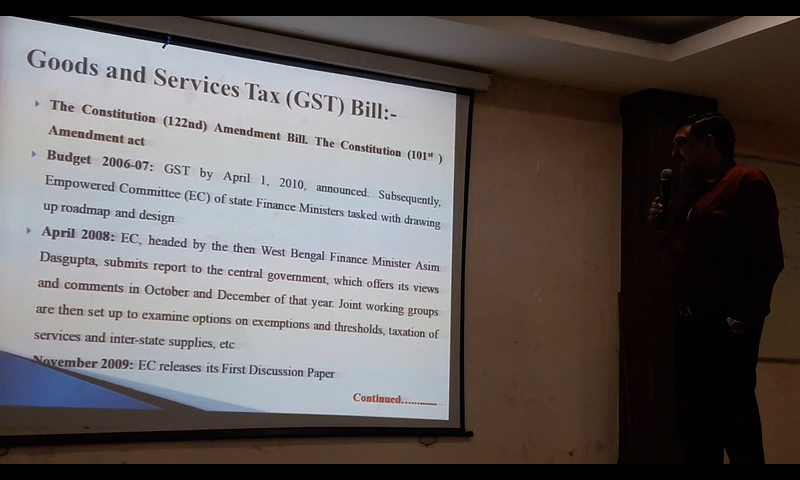 Goods and Services Tax (GST) Bill:-
The Constitution (122nd) Amendment Bill. The Constitution (101st )
Amendment act
Budget 2006-07: GST by April 1, 2010, announced. Subsequently,
Empowered Committee (EC) of state Finance Ministers tasked with drawing
up roadmap and design
April 2008: EC, headed by the then West Bengal Finance Minister Asim
Dasgupta, submits report to the central government, which offers its views
and comments in October and December of that year. Joint working groups
are then set up to examine options on exemptions and thresholds, taxation of
services and inter-state supplies, etc
November 2009: EC releases its First Discussion Paper
Continued.............